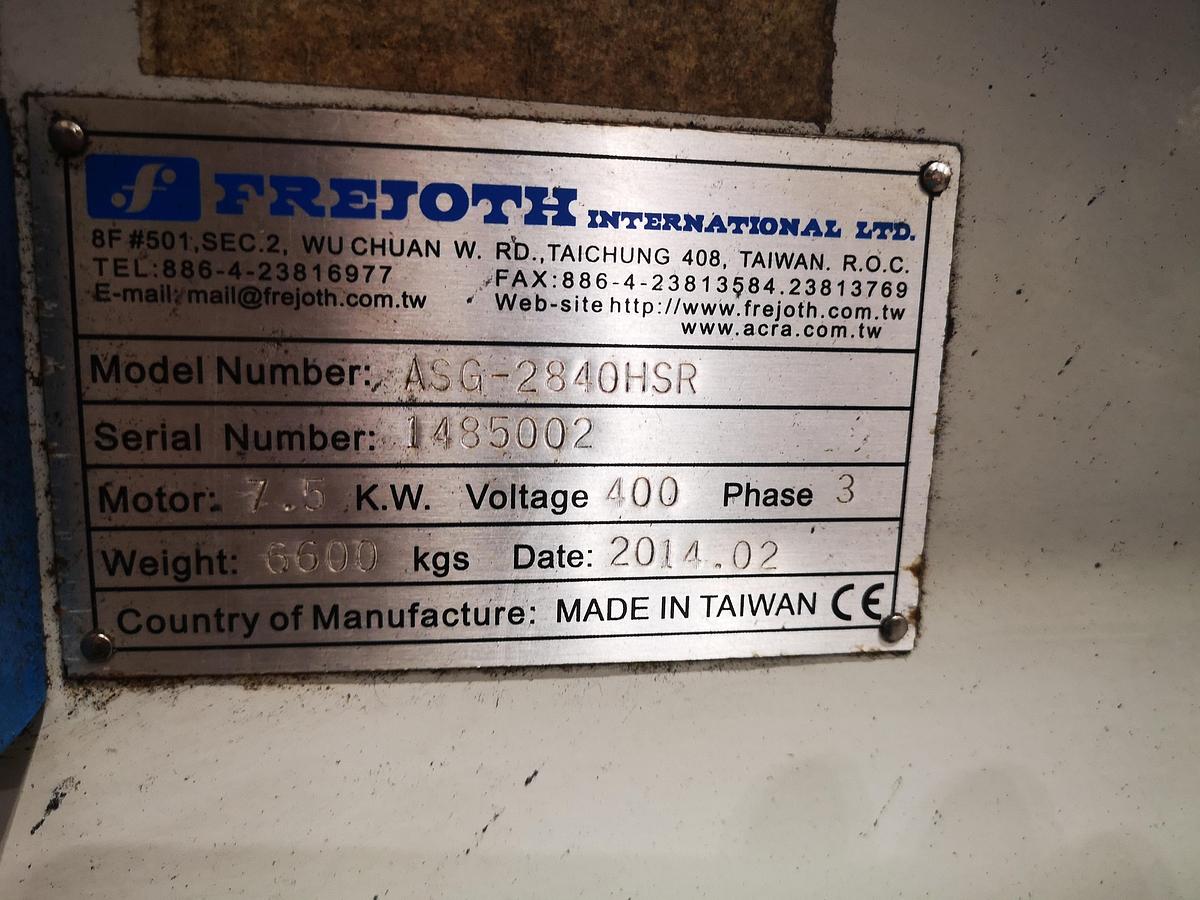 FREJOTH INTERNATIONAL LTD.
8F #501, SEC.2, WU CHUAN W. RD., TAICHUNG 408, TAIWAN. R.O.C.
TEL:886-4-23816977 FAX:886-4-23813584.23813769
E-mail: mail@frejoth.com.tw Web-site http://www.frejoth.com.tw
www.acra.com.tw
Model Number: ASG-2840HSR
Serial Number: 1485002
Motor: 7.5 K.W. Voltage 400 Phase 3
Weight: 6600 kgs Date: 2014.02
Country of Manufacture: MADE IN TAIWAN CE